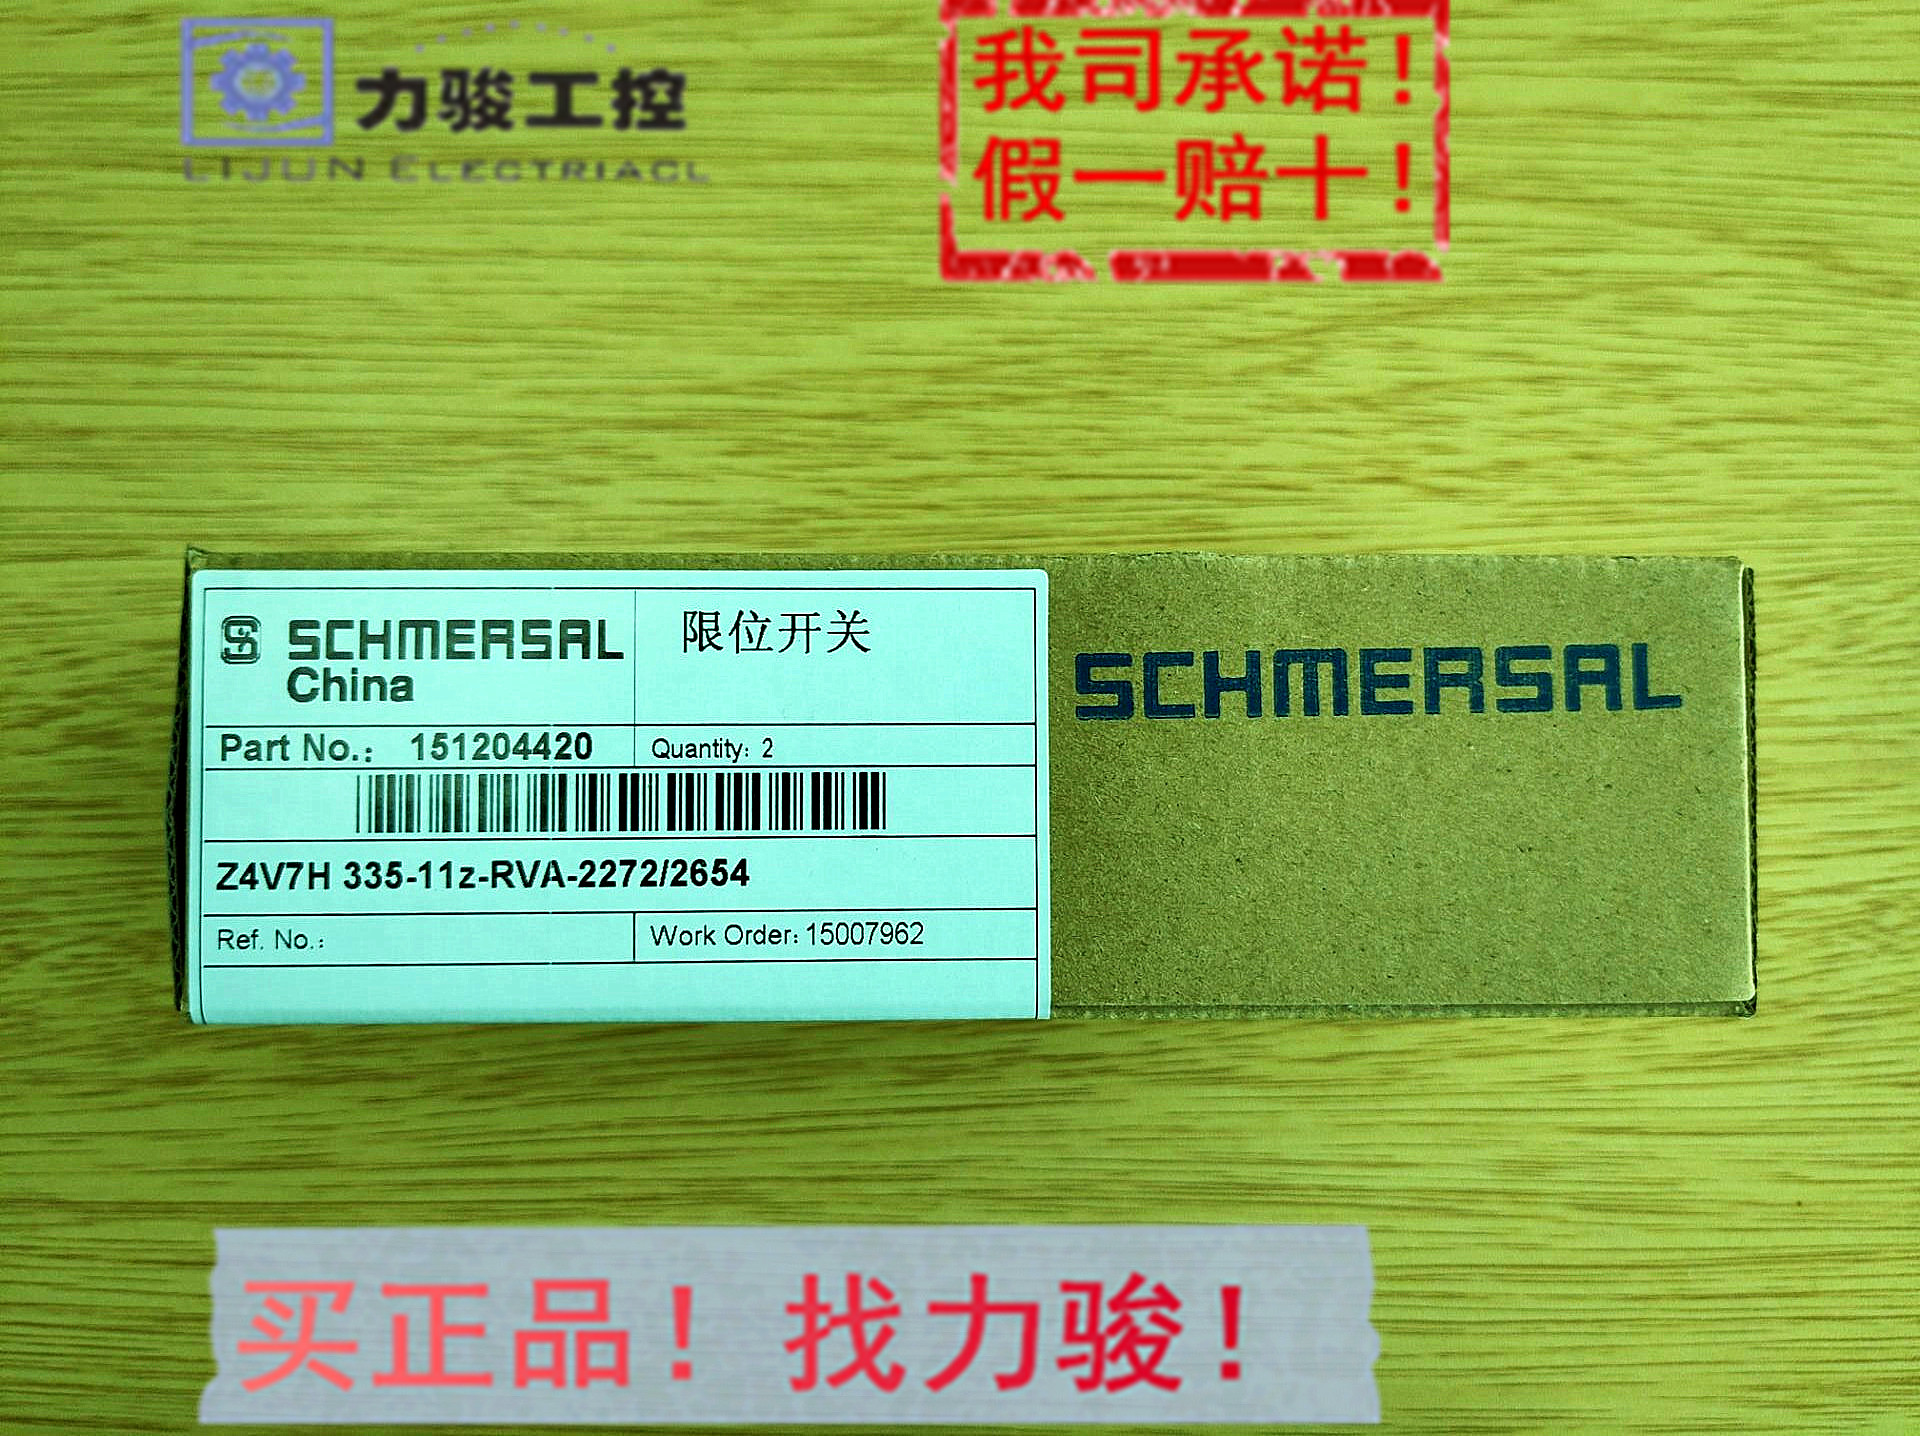 力骏工控
LIJUN ELECTRIACL
我司承诺！
假一赔十！
SCHMERSAL
China
限位开关
Part No.: 151204420
Quantity: 2
Z4V7H 335-11z-RVA-2272/2654
Ref. No.:
Work Order: 15007962
SCHMERSAL
买正品！找力骏！